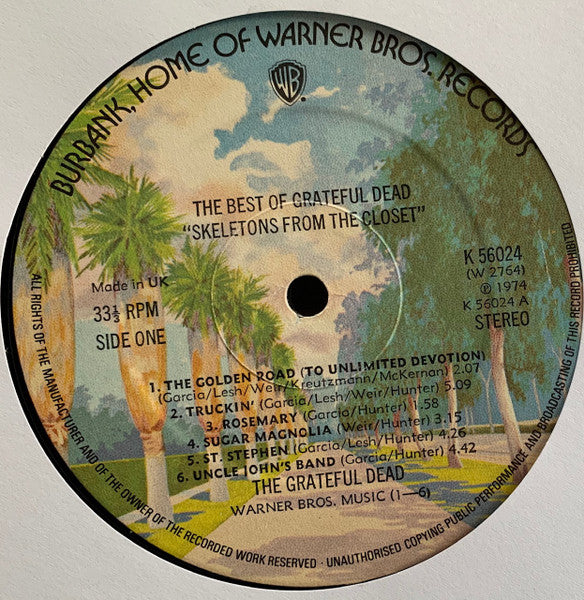 BURBANK, HOME OF WARNER BROS. RECORDS
WB
THE BEST OF GRATEFUL DEAD
"SKELETONS FROM THE CLOSET"
Made in UK
33⅓ RPM
SIDE ONE
K 56024
(W 2764)
℗ 1974
K 56024 A
STEREO
1. THE GOLDEN ROAD (TO UNLIMITED DEVOTION)
(Garcia/Lesh/Weir/Kreutzmann/McKernan) 2.07
2. TRUCKIN' (Garcia/Lesh/Weir/Hunter) 5.09
3. ROSEMARY (Garcia/Hunter) 1.58
4. SUGAR MAGNOLIA (Weir/Hunter) 3.15
5. ST. STEPHEN (Garcia/Lesh/Hunter) 4.26
6. UNCLE JOHN'S BAND (Garcia/Hunter) 4.42
THE GRATEFUL DEAD
WARNER BROS. MUSIC (1—6)
ALL RIGHTS OF THE MANUFACTURER AND OF THE OWNER OF THE RECORDED WORK RESERVED · UNAUTHORISED COPYING PUBLIC PERFORMANCE AND BROADCASTING OF THIS RECORD PROHIBITED